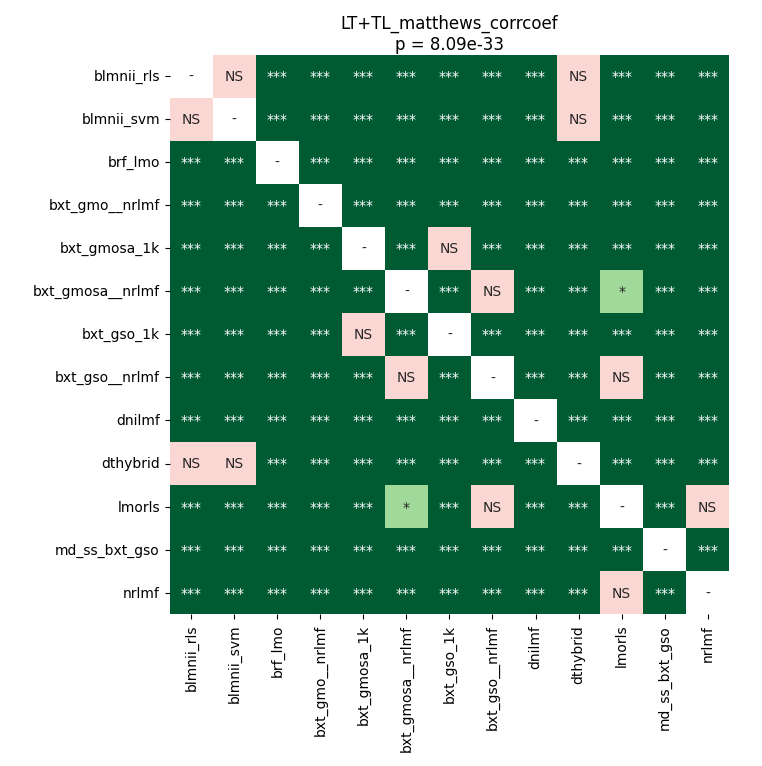 LT+TL_matthews_corrcoef
p = 8.09e-33
blmnii_rls - NS *** *** *** *** *** *** *** NS *** *** ***
blmnii_svm NS - *** *** *** *** *** *** *** NS *** *** ***
brf_lmo *** *** - *** *** *** *** *** *** *** *** *** ***
bxt_gmo__nrlmf *** *** *** - *** *** *** *** *** *** *** *** ***
bxt_gmosa_1k *** *** *** *** - *** NS *** *** *** *** *** ***
bxt_gmosa__nrlmf *** *** *** *** *** - *** NS *** *** * *** ***
bxt_gso_1k *** *** *** *** NS *** - *** *** *** *** *** ***
bxt_gso__nrlmf *** *** *** *** *** NS *** - *** *** NS *** ***
dnilmf *** *** *** *** *** *** *** *** - *** *** *** ***
dthybrid NS NS *** *** *** *** *** *** *** - *** *** ***
lmorls *** *** *** *** *** * *** NS *** *** - *** NS
md_ss_bxt_gso *** *** *** *** *** *** *** *** *** *** *** - ***
nrlmf *** *** *** *** *** *** *** *** *** *** NS *** -
blmnii_rls
blmnii_svm
brf_lmo
bxt_gmo__nrlmf
bxt_gmosa_1k
bxt_gmosa__nrlmf
bxt_gso_1k
bxt_gso__nrlmf
dnilmf
dthybrid
lmorls
md_ss_bxt_gso
nrlmf